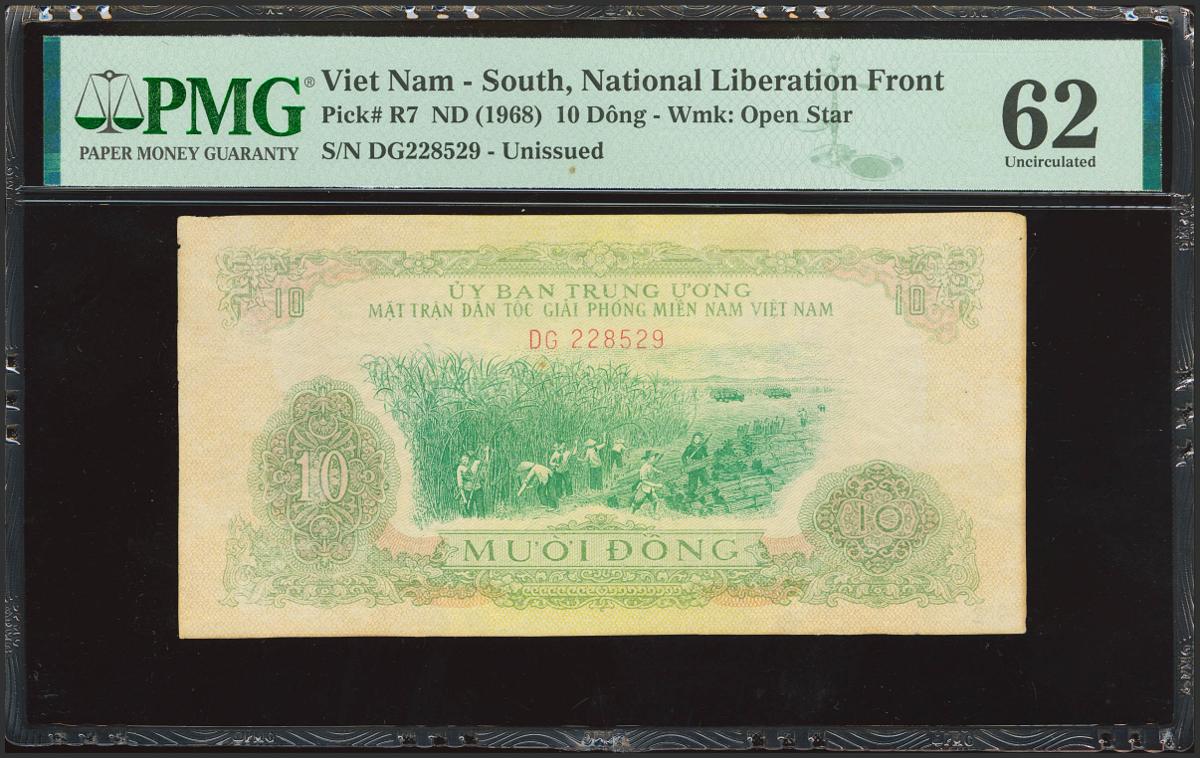 PMG®
PAPER MONEY GUARANTY
Viet Nam - South, National Liberation Front
Pick# R7 ND (1968) 10 Dông - Wmk: Open Star
S/N DG228529 - Unissued
62
Uncirculated
10
10
ỦY BAN TRUNG ƯƠNG
MẶT TRẬN DÂN TỘC GIẢI PHÓNG MIỀN NAM VIỆT NAM
DG 228529
10
10
MƯỜI ĐỒNG